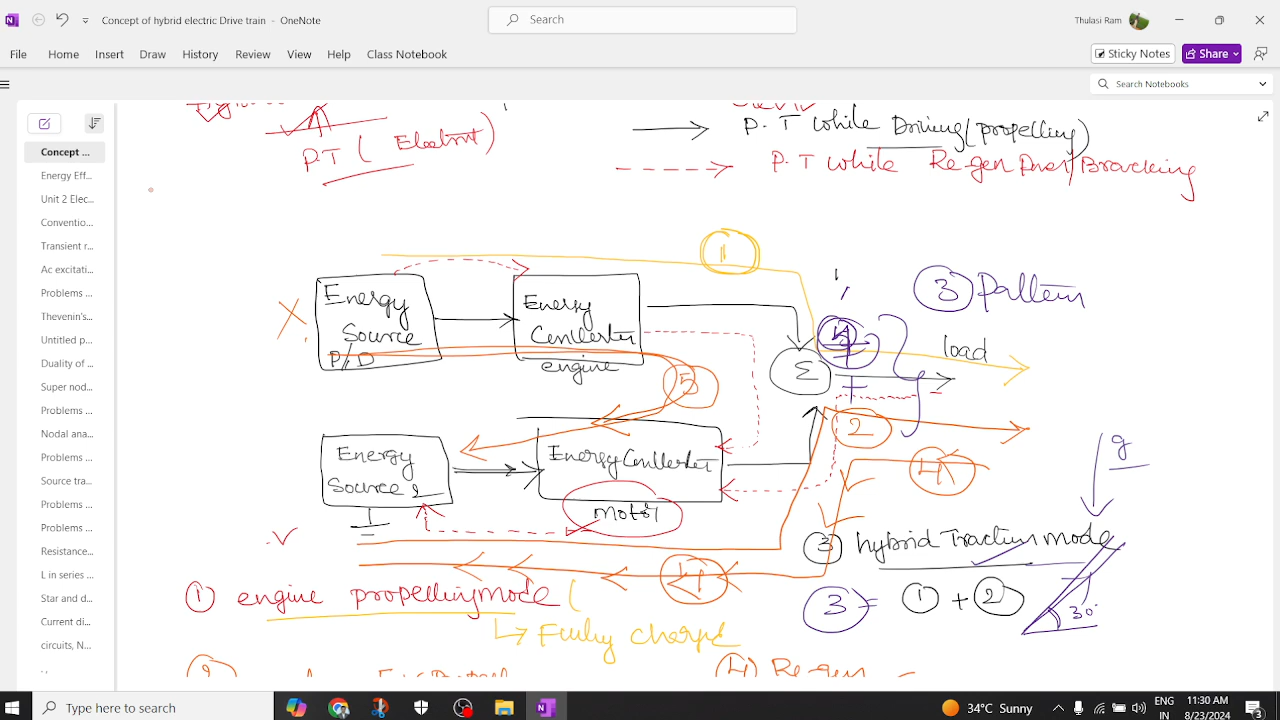 Concept of hybrid electric Drive train - OneNote
Search
Thulasi Ram
File Home Insert Draw History Review View Help Class Notebook
Sticky Notes
Share
Search Notebooks
Concept ...
Energy Eff...
Unit 2 Elec...
Conventio...
Transient r...
Ac excitati...
Problems ...
Thevenin's...
Untitled p...
Duality of ...
Super nod...
Problems ...
Nodal ana...
Problems ...
Source tra...
Problems ...
Problems ...
Resistance...
L in series ...
Star and d...
Current di...
circuits, N...
P.T (
P.T while Driving (propelling)
P.T while Re-gen
①
③ Pattern
Energy Source
P/D
Energy Converter
engine
Σ
4
load
⑤
②
④
Energy Source 2
Energy Converter
motor
g
③ hybrid Traction mode
④
③ = ① + ②
30°
① engine propelling mode (
↳ Fully charged
④ Re-gen
Type here to search
34°C Sunny
ENG
IN
11:30 AM
8/23/2024
3